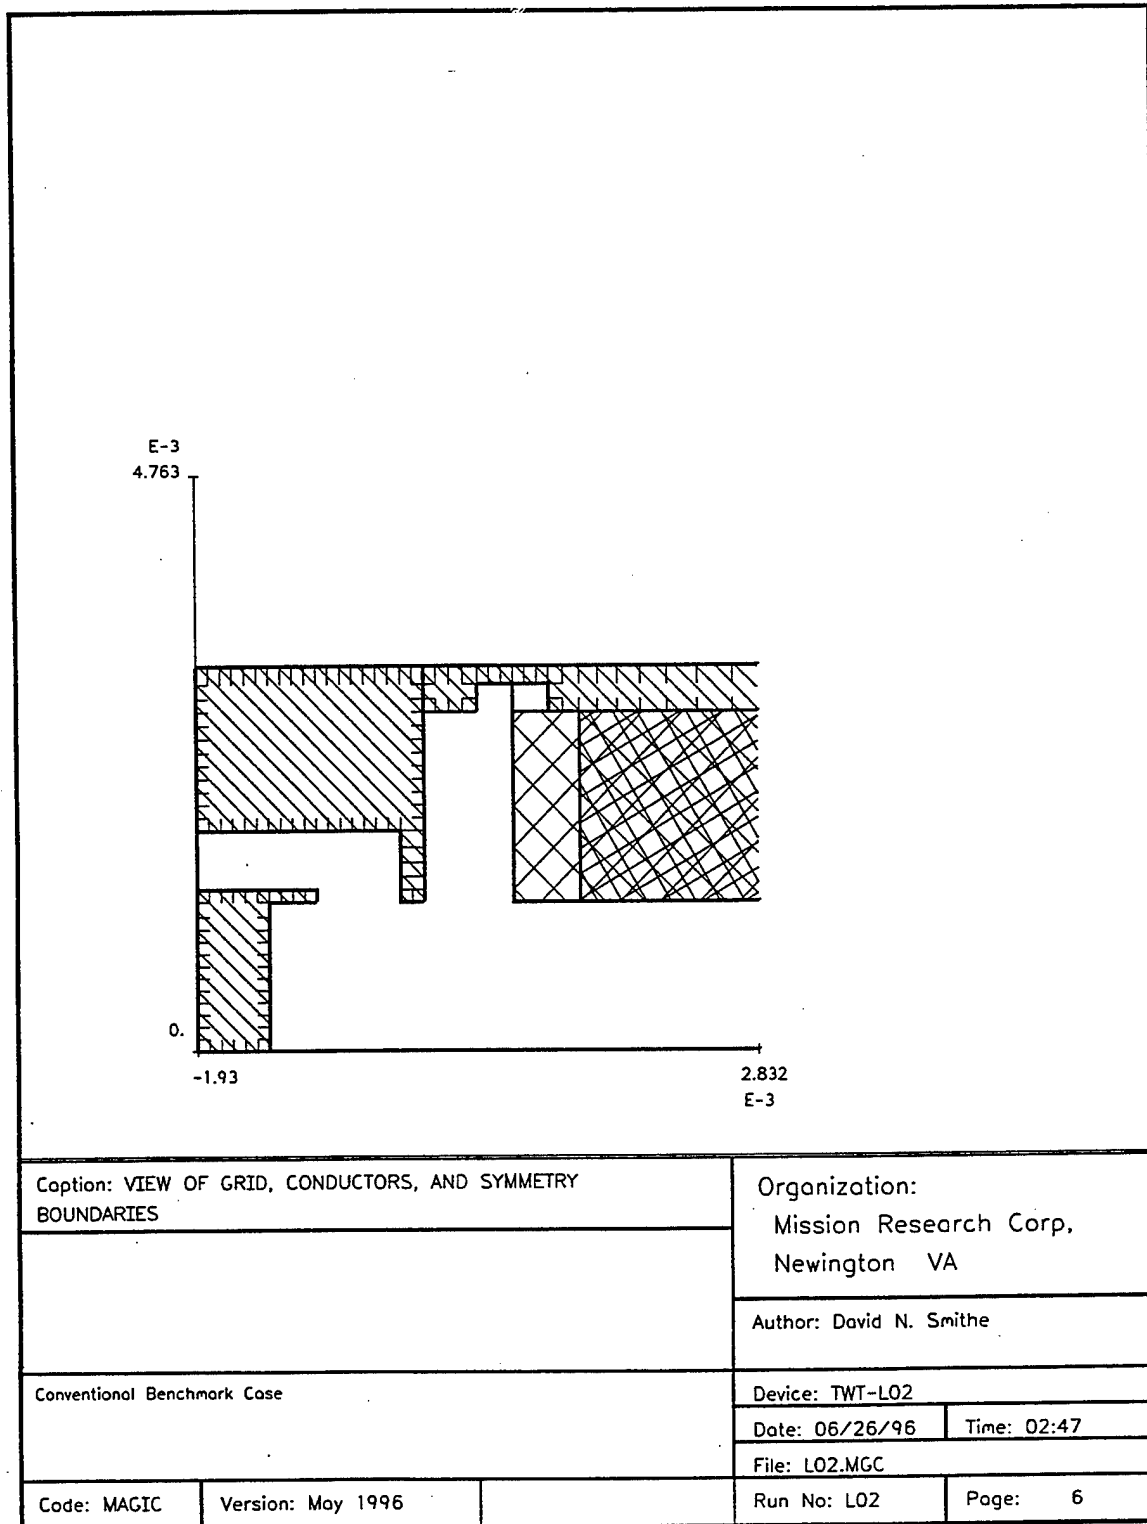 E-3
4.763
0.
-1.93
2.832
E-3
Caption: VIEW OF GRID, CONDUCTORS, AND SYMMETRY
BOUNDARIES
Organization:
Mission Research Corp,
Newington VA
Author: David N. Smithe
Conventional Benchmark Case
Device: TWT-L02
Date: 06/26/96
Time: 02:47
File: L02.MGC
Code: MAGIC
Version: May 1996
Run No: L02
Page: 6